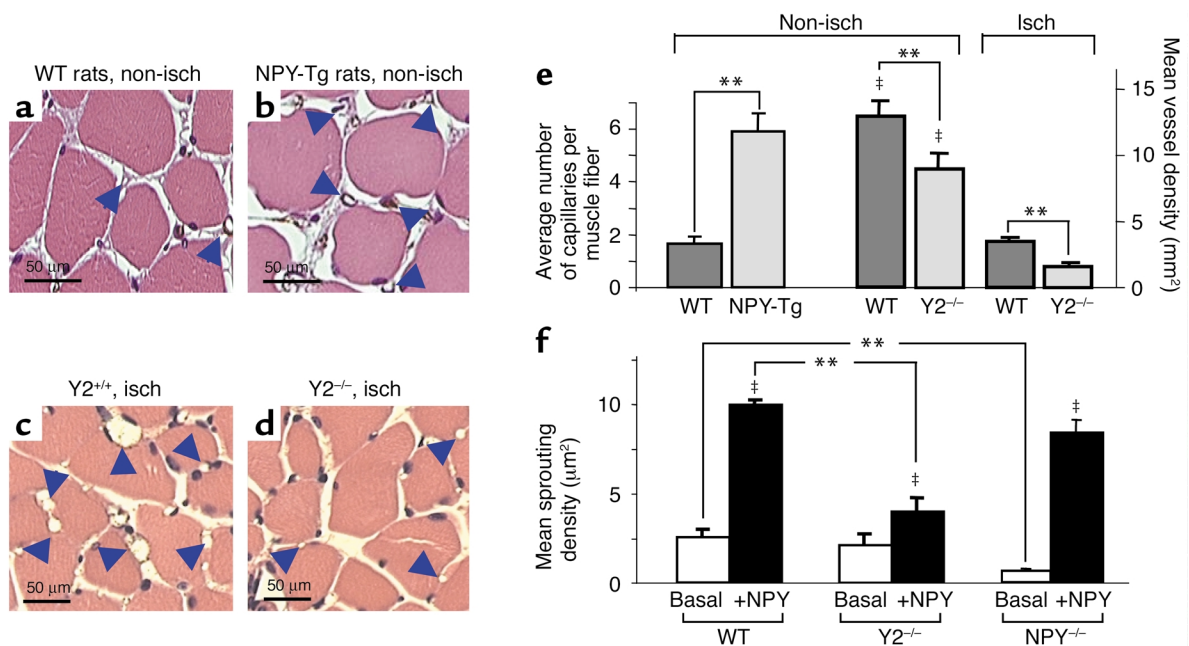 WT rats, non-isch
NPY-Tg rats, non-isch
a
b
50 μm
50 μm
Y2+/+, isch
Y2–/–, isch
c
d
50 μm
50 μm
e
Non-isch
Isch
Average number
of capillaries per
muscle fiber
6
4
2
0
**
‡
**
‡
**
15
10
5
0
Mean vessel density (mm2)
WT
NPY-Tg
WT
Y2–/–
WT
Y2–/–
f
Mean sprouting
density (μm2)
10
5
0
**
**
‡
‡
‡
Basal +NPY
Basal +NPY
Basal +NPY
WT
Y2–/–
NPY–/–